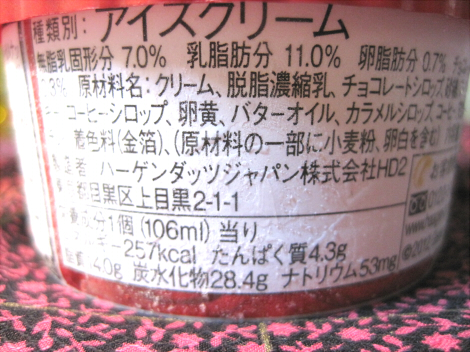 種類別: アイスクリーム
無脂乳固形分 7.0% 乳脂肪分 11.0% 卵脂肪分 0.7%
.3% 原材料名: クリーム、脱脂濃縮乳、チョコレートシロップ
コーヒーシロップ、卵黄、バターオイル、カラメルシロップ、
着色料(金箔)、(原材料の一部に小麦粉、卵白を含む)
ハーゲンダッツジャパン株式会社HD2
都目黒区上目黒2-1-1
1個 (106ml) 当り
257kcal たんぱく質4.3g
炭水化物28.4g ナトリウム53mg